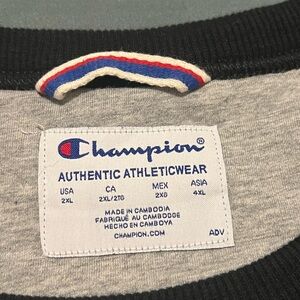 Champion®
AUTHENTIC ATHLETICWEAR
USA CA MEX ASIA
2XL 2XL/2TG 2XG 4XL
MADE IN CAMBODIA
FABRIQUÉ AU CAMBODGE
HECHO EN CAMBOYA
CHAMPION.COM ADV